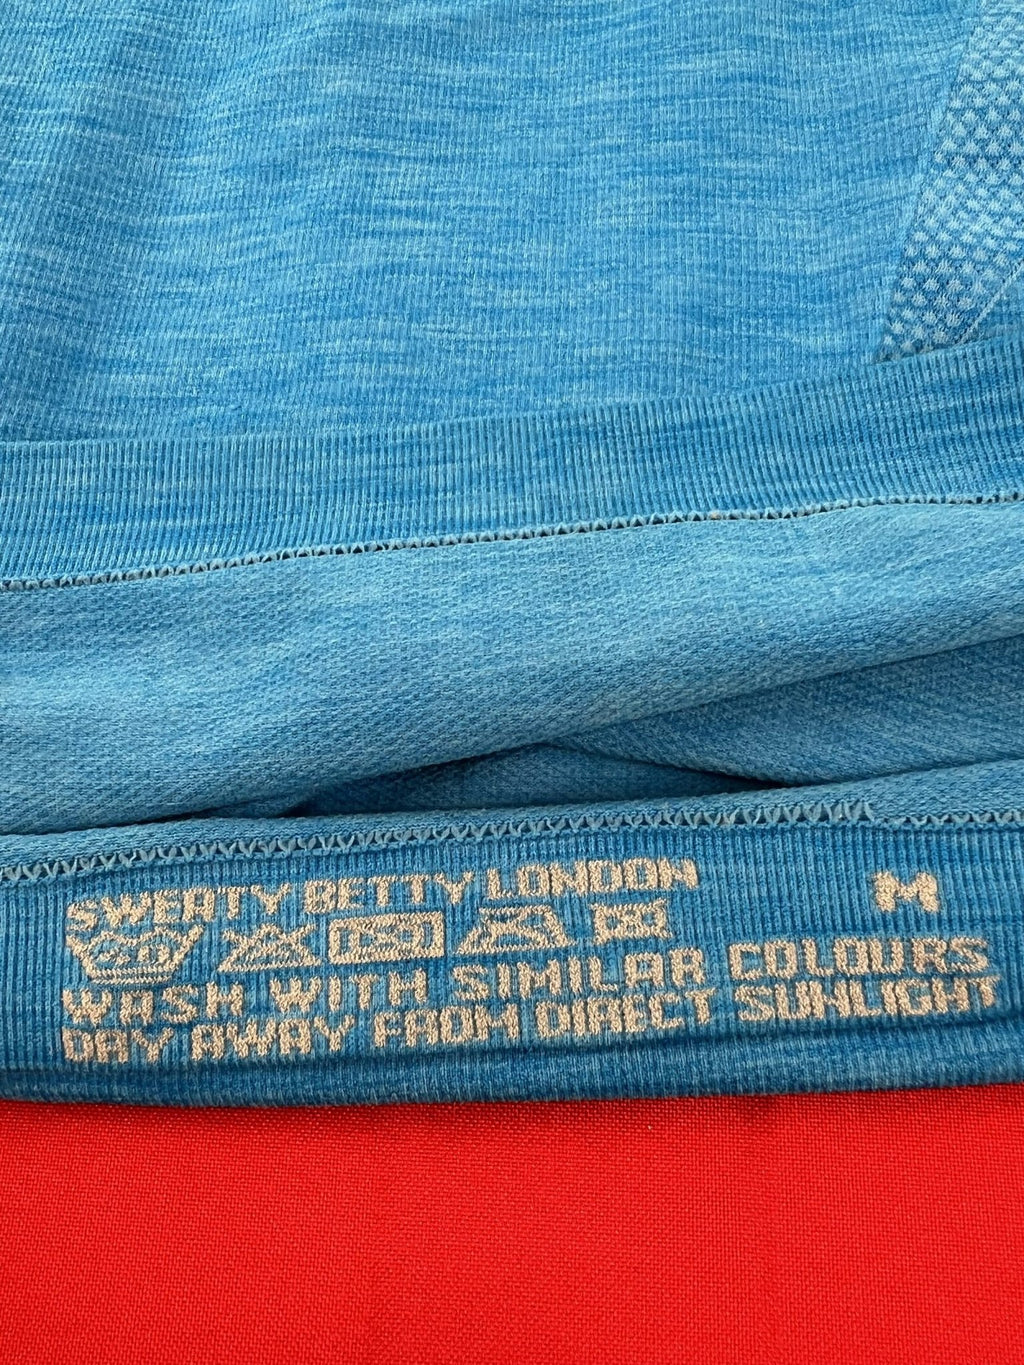 SWEATY BETTY LONDON M
WASH WITH SIMILAR COLOURS
DRY AWAY FROM DIRECT SUNLIGHT